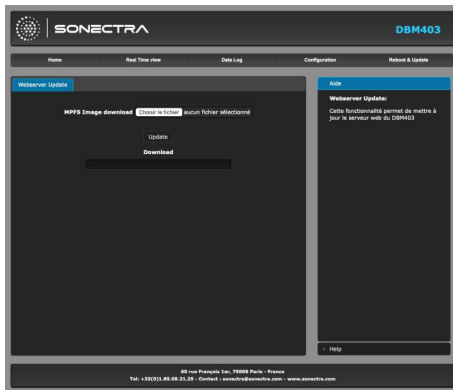 SONECTRA
DBM403
Home
Real Time view
Data Log
Configuration
Reboot & Update
Webserver Update
MPFS Image download Choisir le fichier aucun fichier sélectionné
Update
Download
Aide
Webserver Update:
Cette fonctionnalité permet de mettre à
jour le serveur web du DBM403
- Help
60 rue François 1er, 75008 Paris - France
Tel: +33(0)1.85.09.21.25 - Contact : sonectra@sonectra.com - www.sonectra.com